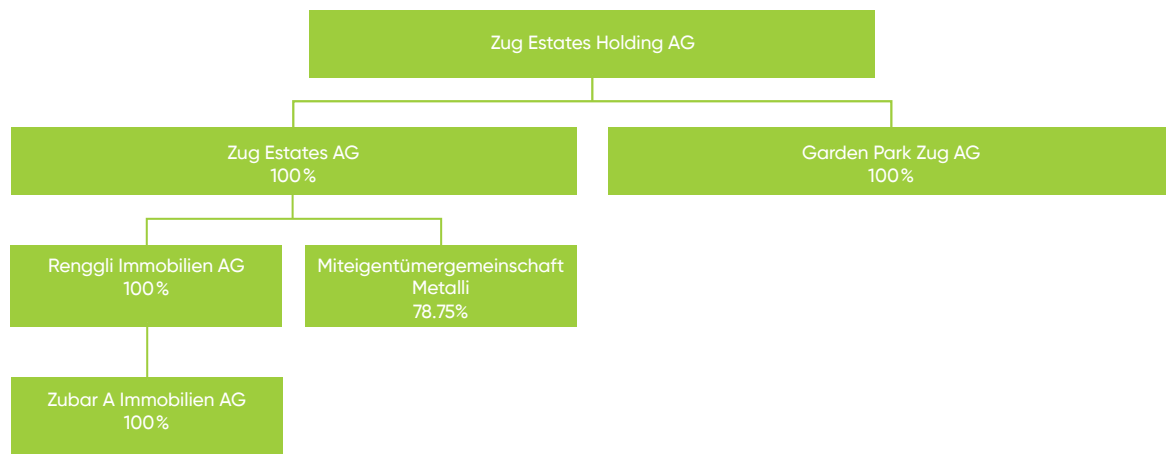 Zug Estates Holding AG
Zug Estates AG
100%
Garden Park Zug AG
100%
Renggli Immobilien AG
100%
Miteigentümergemeinschaft
Metalli
78.75%
Zubar A Immobilien AG
100%